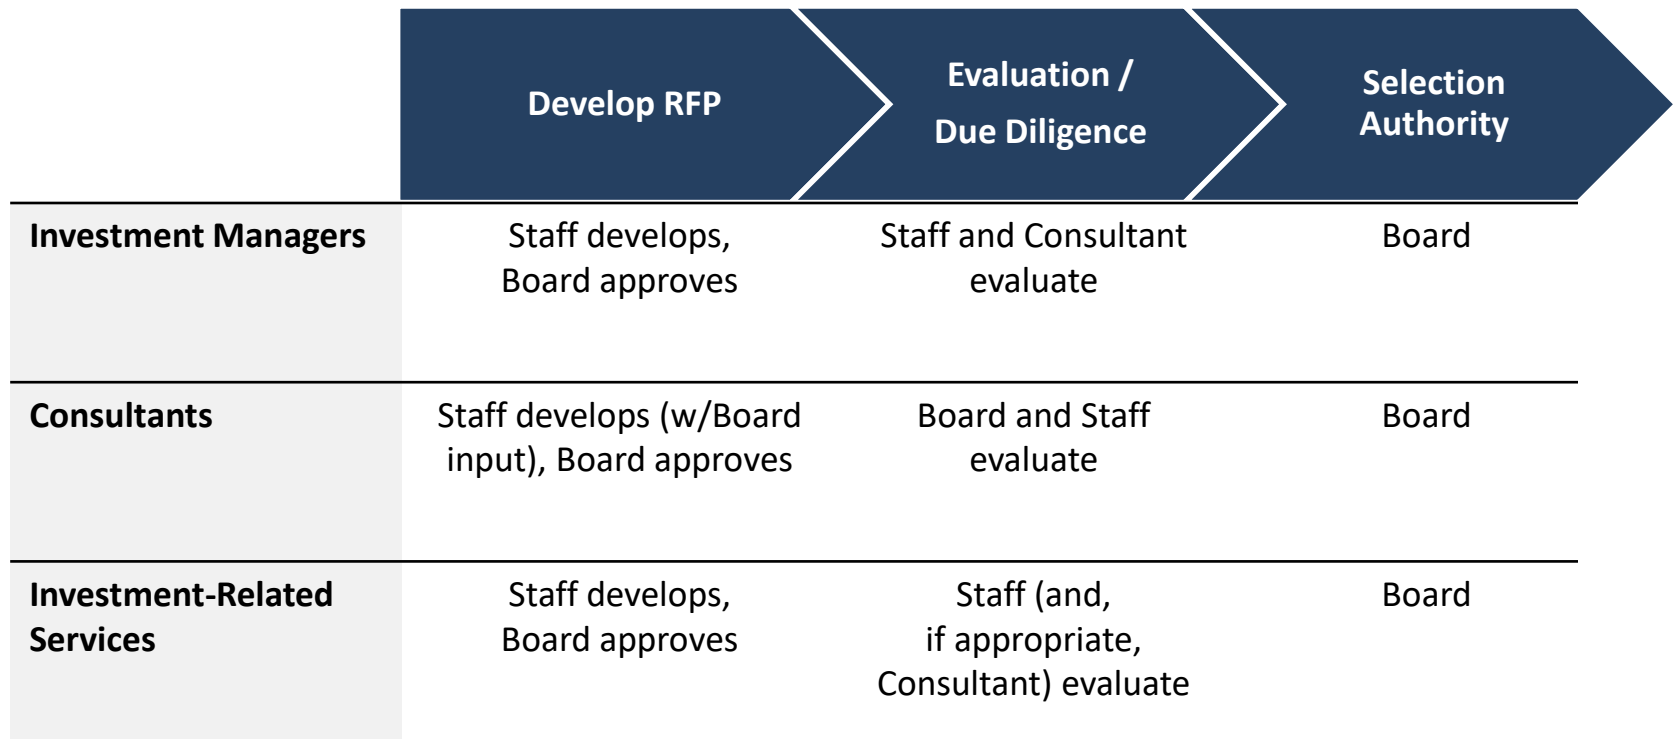 Develop RFP
Evaluation /
Due Diligence
Selection
Authority
Investment Managers
Staff develops,
Board approves
Staff and Consultant
evaluate
Board
Consultants
Staff develops (w/Board
input), Board approves
Board and Staff
evaluate
Board
Investment-Related
Services
Staff develops,
Board approves
Staff (and,
if appropriate,
Consultant) evaluate
Board